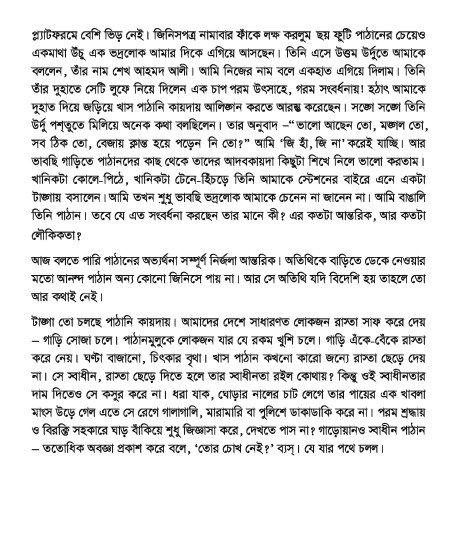 প্ল্যাটফরমে বেশি ভিড় নেই। জিনিসপত্র নামাবার ফাঁকে লক্ষ করলুম ছয় ফুটি পাঠানের চেয়েও
একমাথা উঁচু এক ভদ্রলোক আমার দিকে এগিয়ে আসছেন। তিনি এসে উত্তম উর্দুতে আমাকে
বললেন, তাঁর নাম শেখ আহমদ আলী। আমি নিজের নাম বলে একহাত এগিয়ে দিলাম। তিনি
তাঁর দুহাতে সেটি লুফে নিয়ে দিলেন এক চাপ পরম উৎসাহে, গরম সংবর্ধনায়! হঠাৎ আমাকে
দুহাত দিয়ে জড়িয়ে খাস পাঠানি কায়দায় আলিঙ্গন করতে আরম্ভ করেছেন। সঙ্গে সঙ্গে তিনি
উর্দু পশ্‌তুতে মিলিয়ে অনেক কথা বলছিলেন। তার অনুবাদ –“ ভালো আছেন তো, মঙ্গল তো,
সব ঠিক তো, বেজায় ক্লান্ত হয়ে পড়েন নি তো?” আমি ‘জি হাঁ, জি না’ করেই যাচ্ছি। আর
ভাবছি গাড়িতে পাঠানদের কাছ থেকে তাদের আদবকায়দা কিছুটা শিখে নিলে ভালো করতাম।
খানিকটা কোলে-পিঠে, খানিকটা টেনে-হিঁচড়ে তিনি আমাকে স্টেশনের বাইরে এনে একটা
টাঙ্গায় বসালেন। আমি তখন শুধু ভাবছি ভদ্রলোক আমাকে চেনেন না জানেন না। আমি বাঙালি
তিনি পাঠান। তবে যে এত সংবর্ধনা করছেন তার মানে কী? এর কতটা আন্তরিক, আর কতটা
লৌকিকতা?
আজ বলতে পারি পাঠানের অভ্যর্থনা সম্পূর্ণ নির্জলা আন্তরিক। অতিথিকে বাড়িতে ডেকে নেওয়ার
মতো আনন্দ পাঠান অন্য কোনো জিনিসে পায় না। আর সে অতিথি যদি বিদেশি হয় তাহলে তো
আর কথাই নেই।
টাঙ্গা তো চলছে পাঠানি কায়দায়। আমাদের দেশে সাধারণত লোকজন রাস্তা সাফ করে দেয়
– গাড়ি সোজা চলে। পাঠানমুলুকে লোকজন যার যে রকম খুশি চলে। গাড়ি এঁকে-বেঁকে রাস্তা
করে নেয়। ঘণ্টা বাজানো, চিৎকার বৃথা। খাস পাঠান কখনো কারো জন্যে রাস্তা ছেড়ে দেয়
না। সে স্বাধীন, রাস্তা ছেড়ে দিতে হলে তার স্বাধীনতা রইল কোথায়? কিন্তু ওই স্বাধীনতার
দাম দিতেও সে কসুর করে না। ধরা যাক, ঘোড়ার নালের চাট লেগে তার পায়ের এক খাবলা
মাংস উড়ে গেল এতে সে রেগে গালাগালি, মারামারি বা পুলিশে ডাকাডাকি করে না। পরম শ্রদ্ধায়
ও বিরক্তি সহকারে ঘাড় বাঁকিয়ে শুধু জিজ্ঞাসা করে, দেখতে পাস না? গাড়োয়ানও স্বাধীন পাঠান
– ততোধিক অবজ্ঞা প্রকাশ করে বলে, ‘তোর চোখ নেই?’ ব্যস্‌। যে যার পথে চলল।